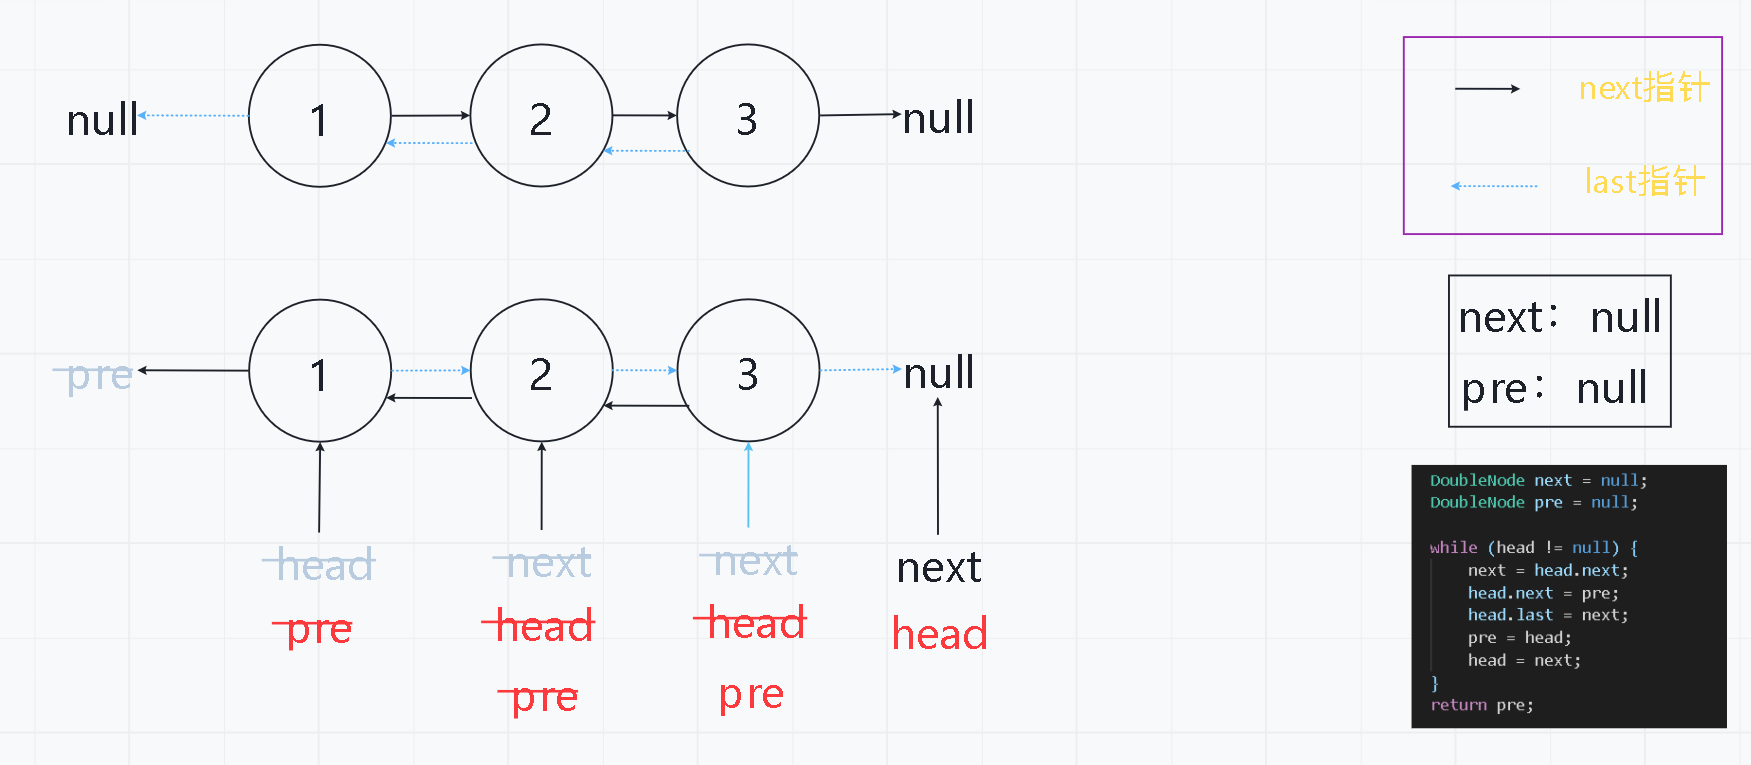 null 1 2 3 null
next指针
last指针
pre 1 2 3 null
next: null
pre: null
head next next next
pre head head head
pre pre
DoubleNode next = null;
DoubleNode pre = null;
while (head != null) {
next = head.next;
head.next = pre;
head.last = next;
pre = head;
head = next;
}
return pre;